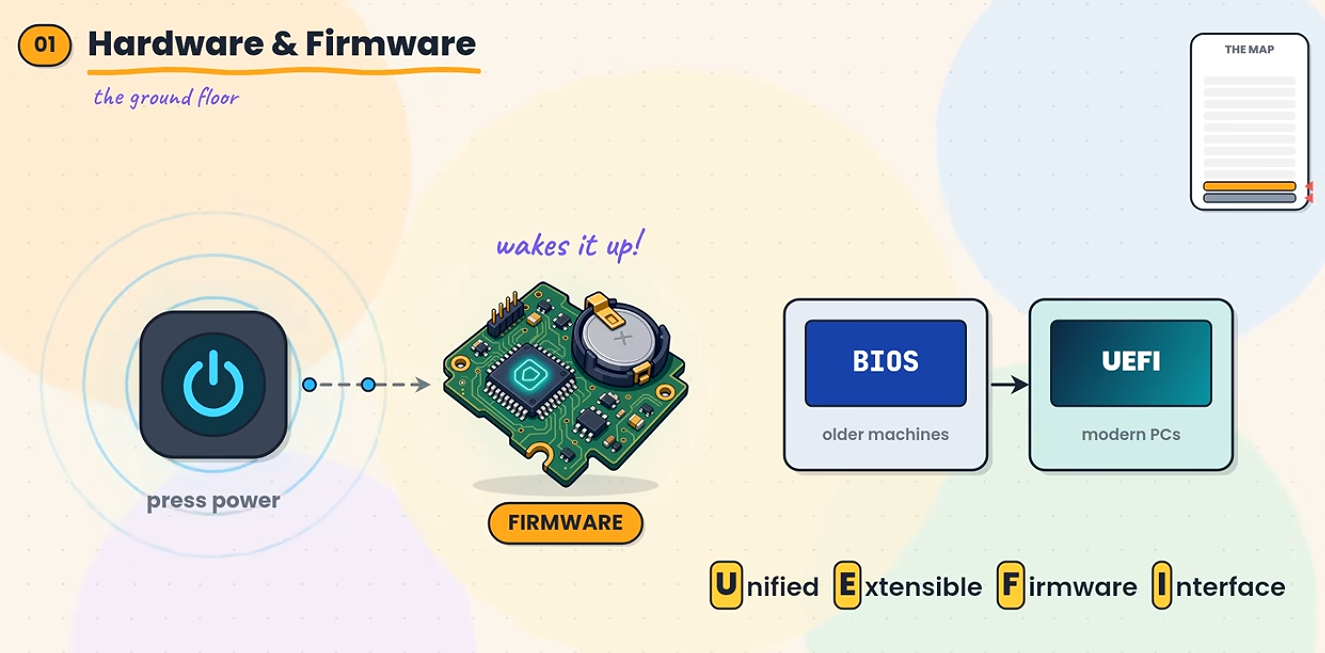 01 Hardware & Firmware
the ground floor
THE MAP
wakes it up!
press power
FIRMWARE
BIOS
older machines
UEFI
modern PCs
Unified Extensible Firmware Interface